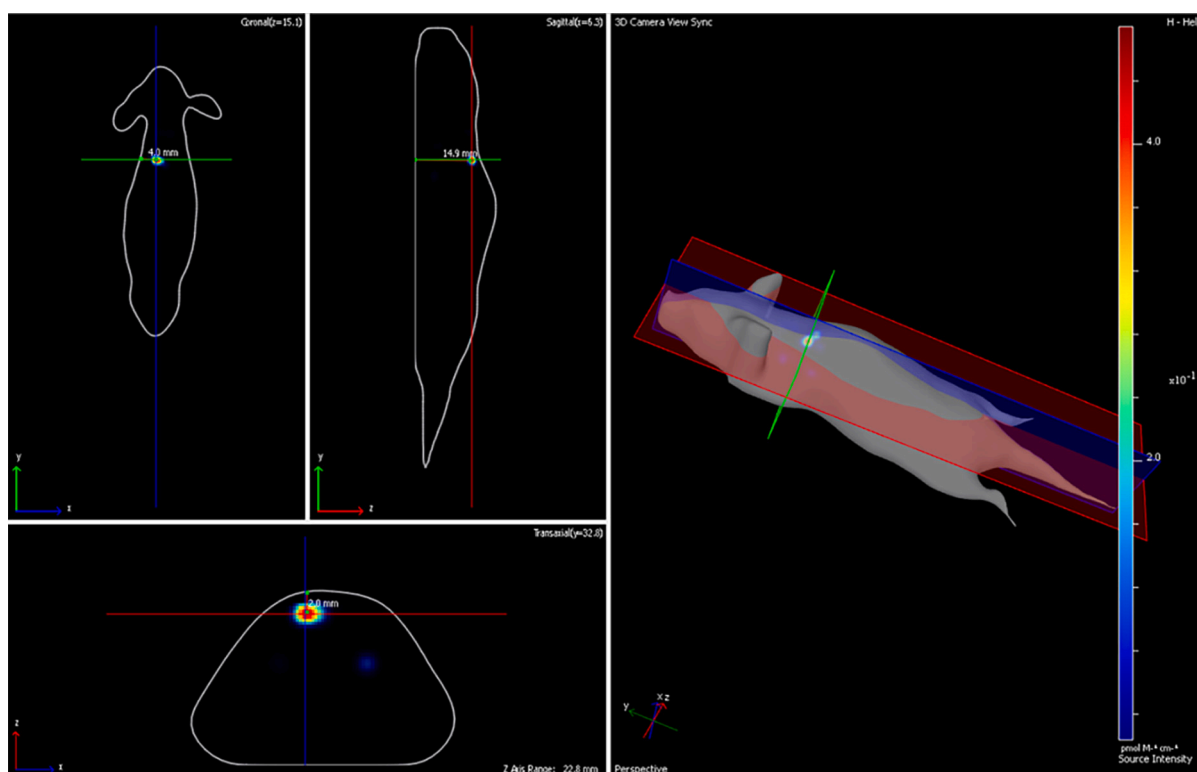 Coronal(z=15.1)
4.0 mm
y
x
Sagittal(x=6.3)
14.9 mm
y
z
Transaxial(y=32.8)
2.0 mm
z
x
Z Axis Range: 22.8 mm
3D Camera View Sync
H - Hel
4.0
x10⁻¹
2.0
y
x z
pmol M⁻¹ cm⁻¹
Source Intensity
Perspective